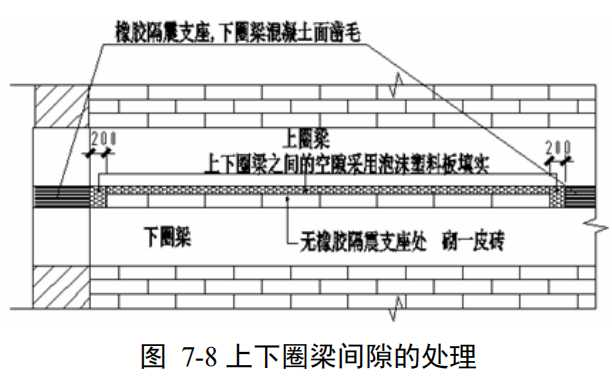 橡胶隔震支座,下圈梁混凝土面凿毛
200
上圈梁
200
上下圈梁之间的空隙采用泡沫塑料板填实
下圈梁
无橡胶隔震支座处 砌一皮砖
图 7-8 上下圈梁间隙的处理